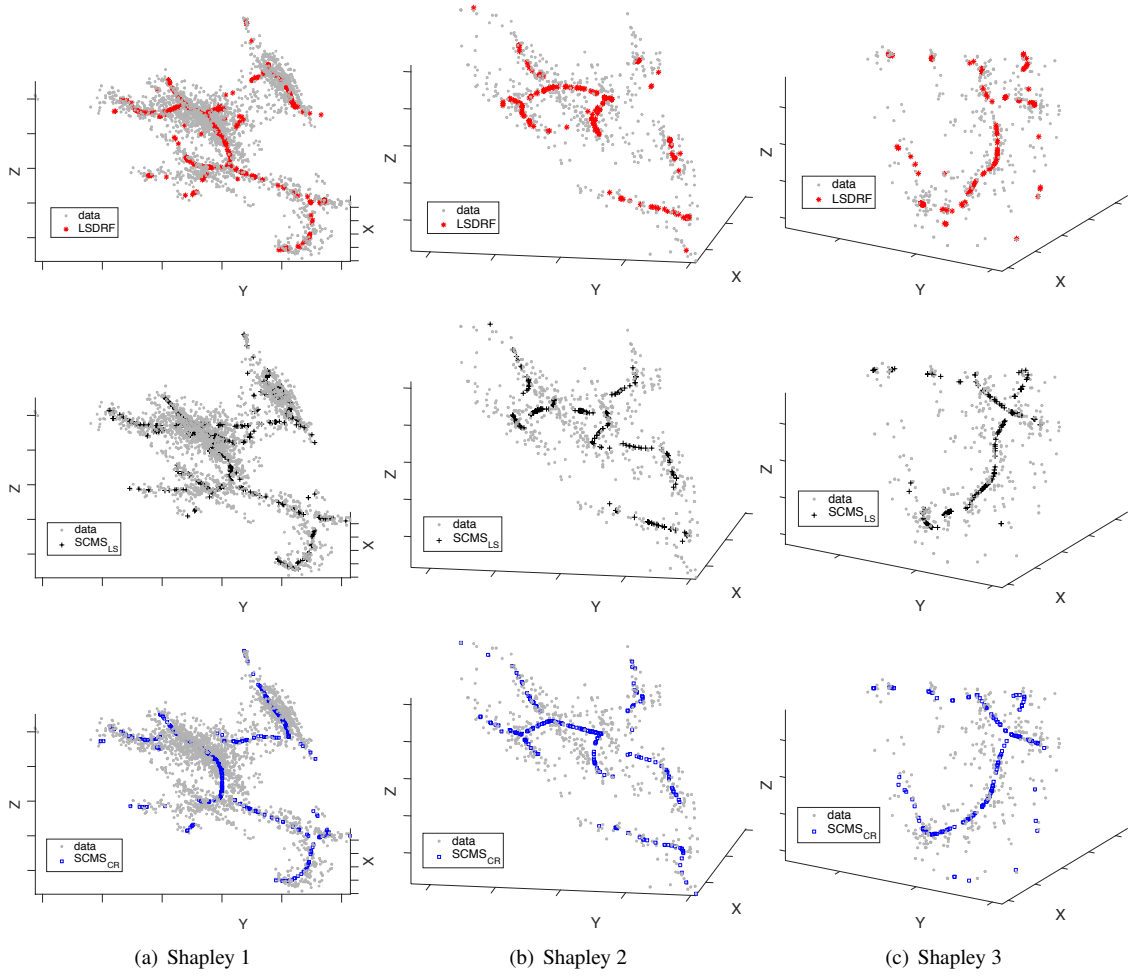 Z
data
LSDRF
X
Y
Z
data
LSDRF
Y
X
Z
data
LSDRF
Y
X
Z
data
SCMS_LS
X
Y
Z
data
SCMS_LS
Y
X
Z
data
SCMS_LS
Y
X
Z
data
SCMS_CR
X
Y
Z
data
SCMS_CR
Y
X
Z
data
SCMS_CR
Y
X
(a) Shapley 1
(b) Shapley 2
(c) Shapley 3